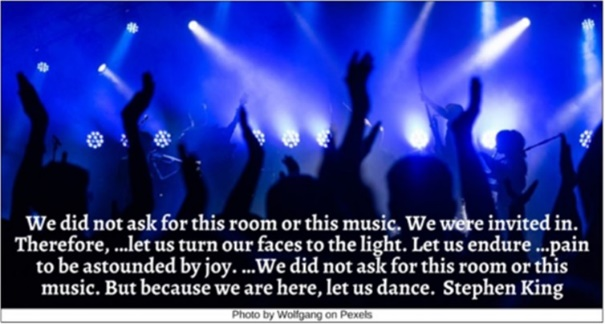 We did not ask for this room or this music. We were invited in.
Therefore, ...let us turn our faces to the light. Let us endure ...pain
to be astounded by joy. ...We did not ask for this room or this
music. But because we are here, let us dance.  Stephen King
Photo by Wolfgang on Pexels